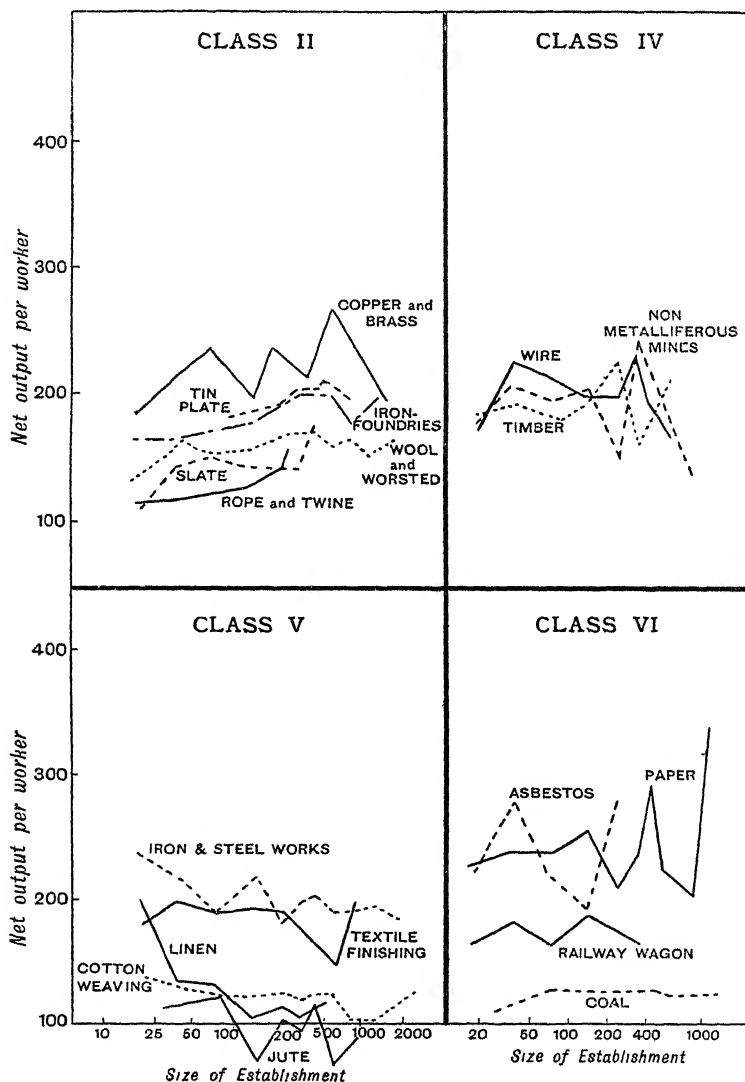 CLASS II
400
300
200
100
Net output per worker
COPPER and
BRASS
TIN
PLATE
IRON-
FOUNDRIES
WOOL
and
WORSTED
SLATE
ROPE and TWINE
CLASS IV
NON
METALLIFEROUS
MINES
WIRE
TIMBER
CLASS V
400
300
200
100
Net output per worker
IRON & STEEL WORKS
LINEN
TEXTILE
FINISHING
COTTON
WEAVING
JUTE
10 25 50 100 200 500 1000 2000
Size of Establishment
CLASS VI
PAPER
ASBESTOS
RAILWAY WAGON
COAL
20 50 100 200 400 1000
Size of Establishment